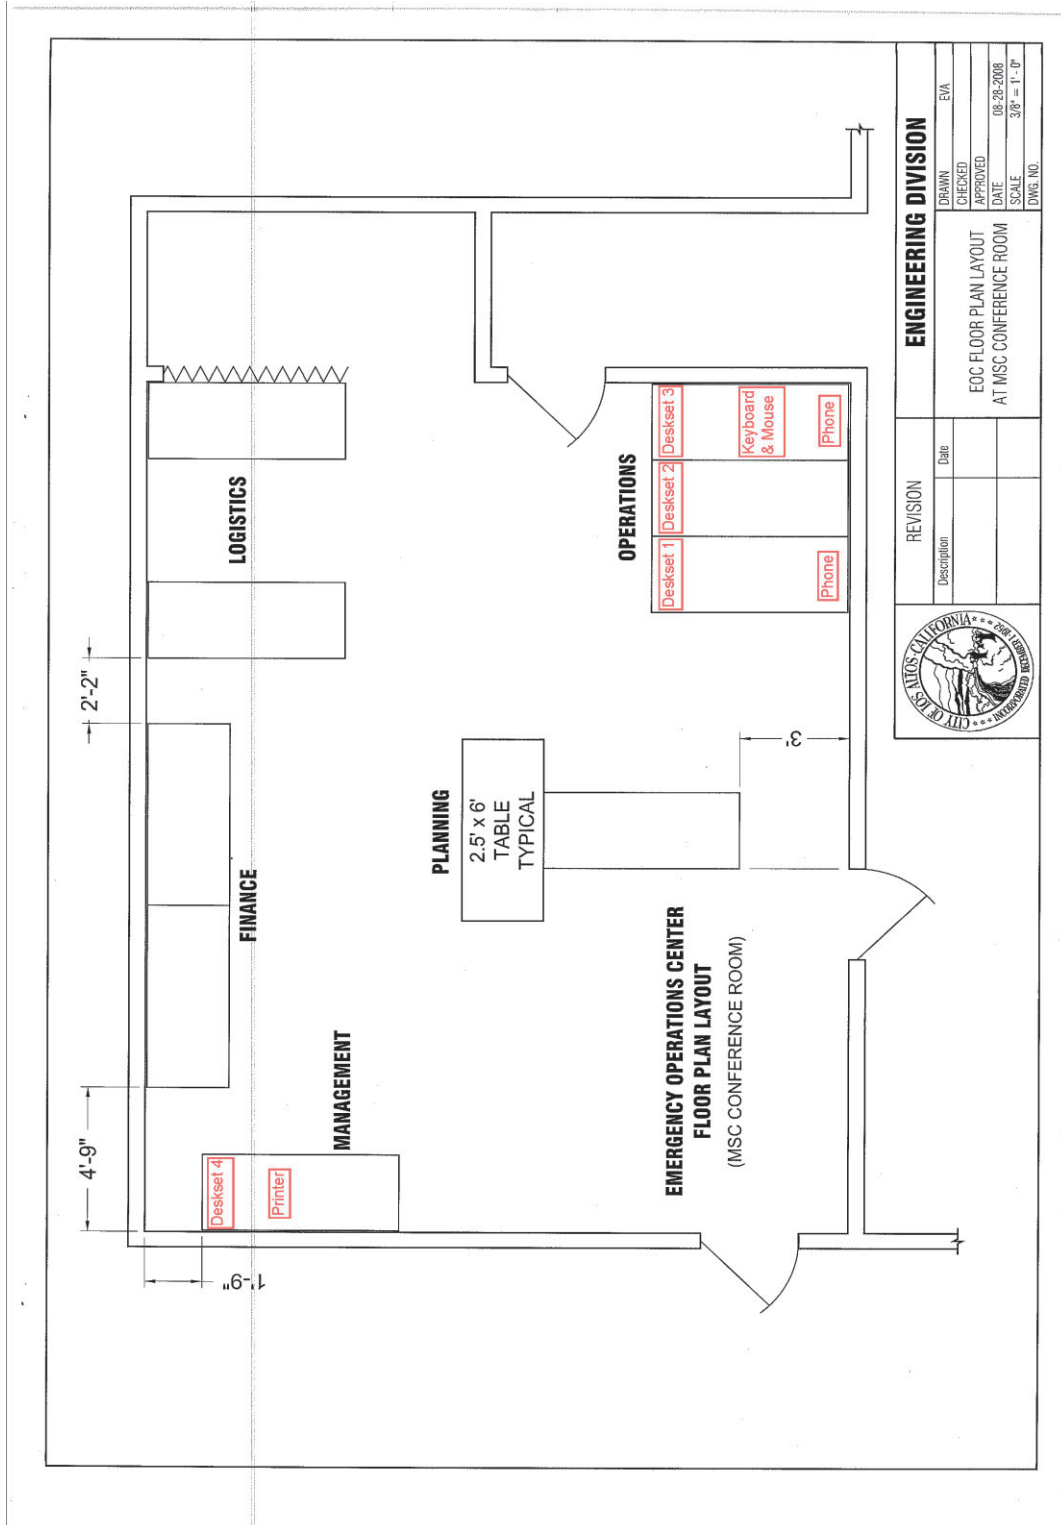 4'-9"
2'-2"
1'-9"
Deskset 4
Printer
MANAGEMENT
FINANCE
LOGISTICS
PLANNING
2.5' x 6'
TABLE
TYPICAL
3'
OPERATIONS
Deskset 1
Deskset 2
Deskset 3
Keyboard
& Mouse
Phone
Phone
EMERGENCY OPERATIONS CENTER
FLOOR PLAN LAYOUT
(MSC CONFERENCE ROOM)
CITY OF LOS ALTOS·CALIFORNIA
INCORPORATED DECEMBER 1 1952
REVISION
Description
Date
ENGINEERING DIVISION
EOC FLOOR PLAN LAYOUT
AT MSC CONFERENCE ROOM
DRAWN EVA
CHECKED
APPROVED
DATE 08-28-2008
SCALE 3/8" = 1' - 0"
DWG. NO.